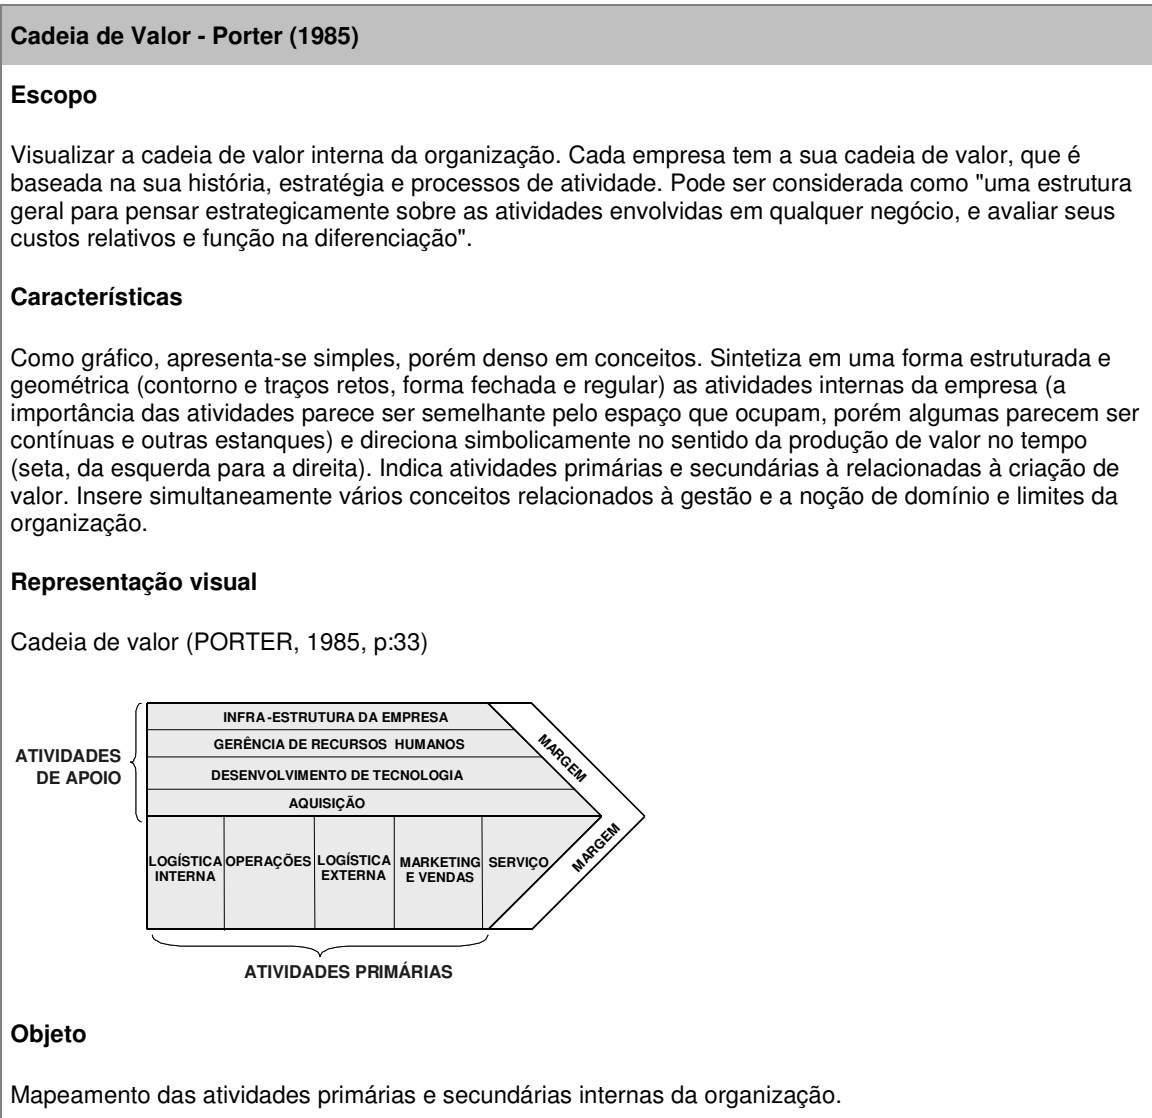 Cadeia de Valor - Porter (1985)
Escopo
Visualizar a cadeia de valor interna da organização. Cada empresa tem a sua cadeia de valor, que é
baseada na sua história, estratégia e processos de atividade. Pode ser considerada como "uma estrutura
geral para pensar estrategicamente sobre as atividades envolvidas em qualquer negócio, e avaliar seus
custos relativos e função na diferenciação".
Características
Como gráfico, apresenta-se simples, porém denso em conceitos. Sintetiza em uma forma estruturada e
geométrica (contorno e traços retos, forma fechada e regular) as atividades internas da empresa (a
importância das atividades parece ser semelhante pelo espaço que ocupam, porém algumas parecem ser
contínuas e outras estanques) e direciona simbolicamente no sentido da produção de valor no tempo
(seta, da esquerda para a direita). Indica atividades primárias e secundárias à relacionadas à criação de
valor. Insere simultaneamente vários conceitos relacionados à gestão e a noção de domínio e limites da
organização.
Representação visual
Cadeia de valor (PORTER, 1985, p:33)
ATIVIDADES
DE APOIO
INFRA-ESTRUTURA DA EMPRESA
GERÊNCIA DE RECURSOS HUMANOS
DESENVOLVIMENTO DE TECNOLOGIA
AQUISIÇÃO
MARGEM
LOGÍSTICA
INTERNA
OPERAÇÕES
LOGÍSTICA
EXTERNA
MARKETING
E VENDAS
SERVIÇO
MARGEM
ATIVIDADES PRIMÁRIAS
Objeto
Mapeamento das atividades primárias e secundárias internas da organização.